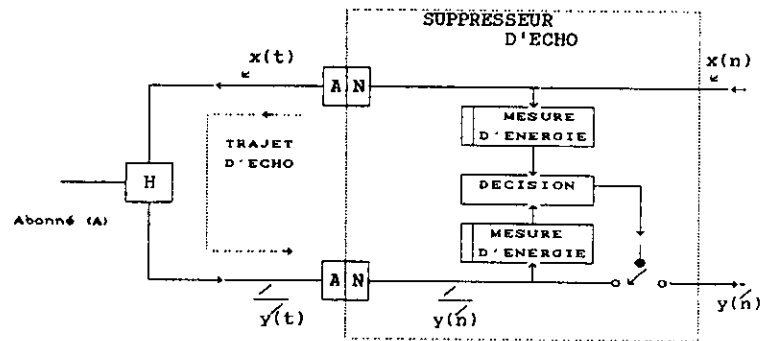 SUPPRESSEUR
D'ECHO
x(t)
x(n)
A N
MESURE
D'ENERGIE
TRAJET
D'ECHO
H
DECISION
Abonné (A)
MESURE
D'ENERGIE
A N
y(t)
y(n)
y(n)